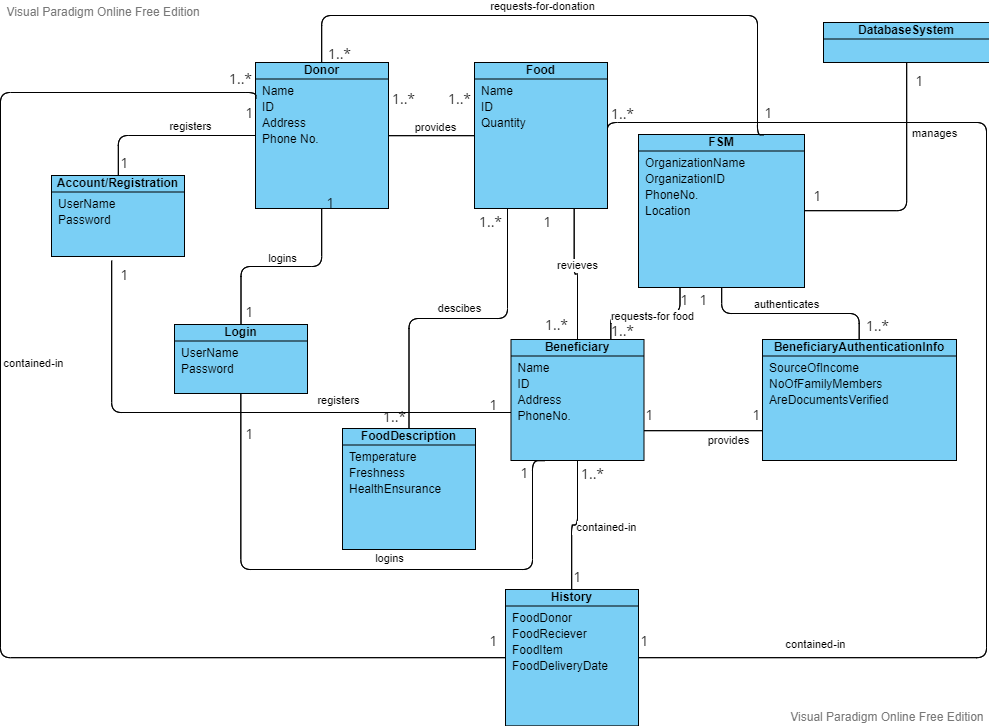 Visual Paradigm Online Free Edition
requests-for-donation
DatabaseSystem
1..*
Donor
Food
1..*
1
Name
ID
Address
Phone No.
1..*
1..*
Name
ID
Quantity
1..*
1
manages
1
registers
provides
FSM
OrganizationName
OrganizationID
PhoneNo.
Location
1
1
Account/Registration
UserName
Password
1
1..*
1
logins
revieves
1
1
1
authenticates
descibes
requests-for food
1
1..*
1..*
1..*
Login
UserName
Password
Beneficiary
Name
ID
Address
PhoneNo.
BeneficiaryAuthenticationInfo
SourceOfIncome
NoOfFamilyMembers
AreDocumentsVerified
contained-in
registers
1
1..*
1
1
provides
1
FoodDescription
Temperature
Freshness
HealthEnsurance
1
1..*
contained-in
logins
1
History
FoodDonor
FoodReciever
FoodItem
FoodDeliveryDate
1
1
contained-in
Visual Paradigm Online Free Edition